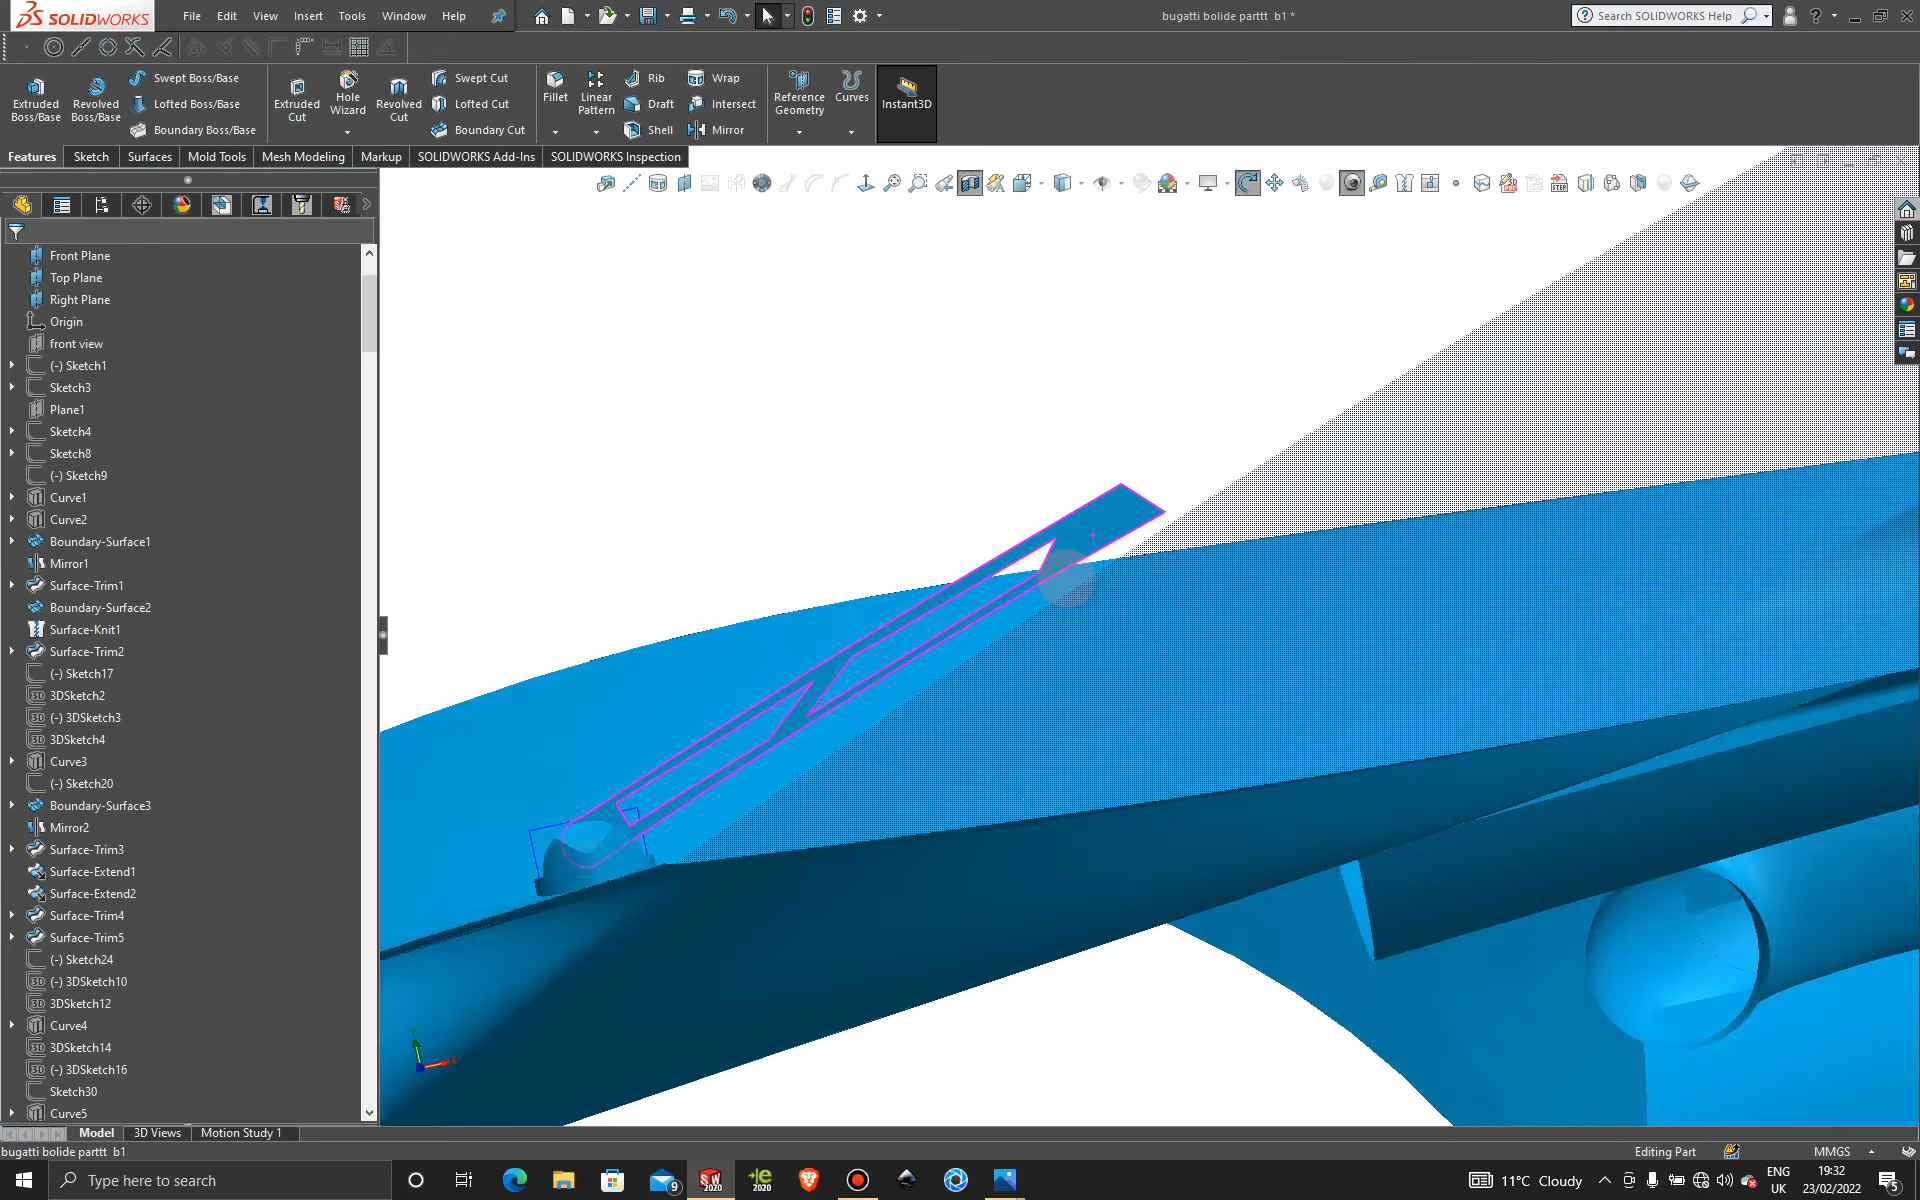 SOLIDWORKS
File Edit View Insert Tools Window Help
bugatti bolide parttt b1 *
Search SOLIDWORKS Help
Extruded Boss/Base
Revolved Boss/Base
Swept Boss/Base
Lofted Boss/Base
Boundary Boss/Base
Extruded Cut
Hole Wizard
Revolved Cut
Swept Cut
Lofted Cut
Boundary Cut
Fillet
Linear Pattern
Rib
Draft
Shell
Wrap
Intersect
Mirror
Reference Geometry
Curves
Instant3D
Features Sketch Surfaces Mold Tools Mesh Modeling Markup SOLIDWORKS Add-Ins SOLIDWORKS Inspection
Front Plane
Top Plane
Right Plane
Origin
front view
(-) Sketch1
Sketch3
Plane1
Sketch4
Sketch8
(-) Sketch9
Curve1
Curve2
Boundary-Surface1
Mirror1
Surface-Trim1
Boundary-Surface2
Surface-Knit1
Surface-Trim2
(-) Sketch17
3DSketch2
(-) 3DSketch3
3DSketch4
Curve3
(-) Sketch20
Boundary-Surface3
Mirror2
Surface-Trim3
Surface-Extend1
Surface-Extend2
Surface-Trim4
Surface-Trim5
(-) Sketch24
(-) 3DSketch10
3DSketch12
Curve4
3DSketch14
(-) 3DSketch16
Sketch30
Curve5
Model 3D Views Motion Study 1
bugatti bolide parttt b1
Editing Part
MMGS
Type here to search
9
SW 2020
2020
11°C Cloudy
ENG UK
19:32
23/02/2022
5